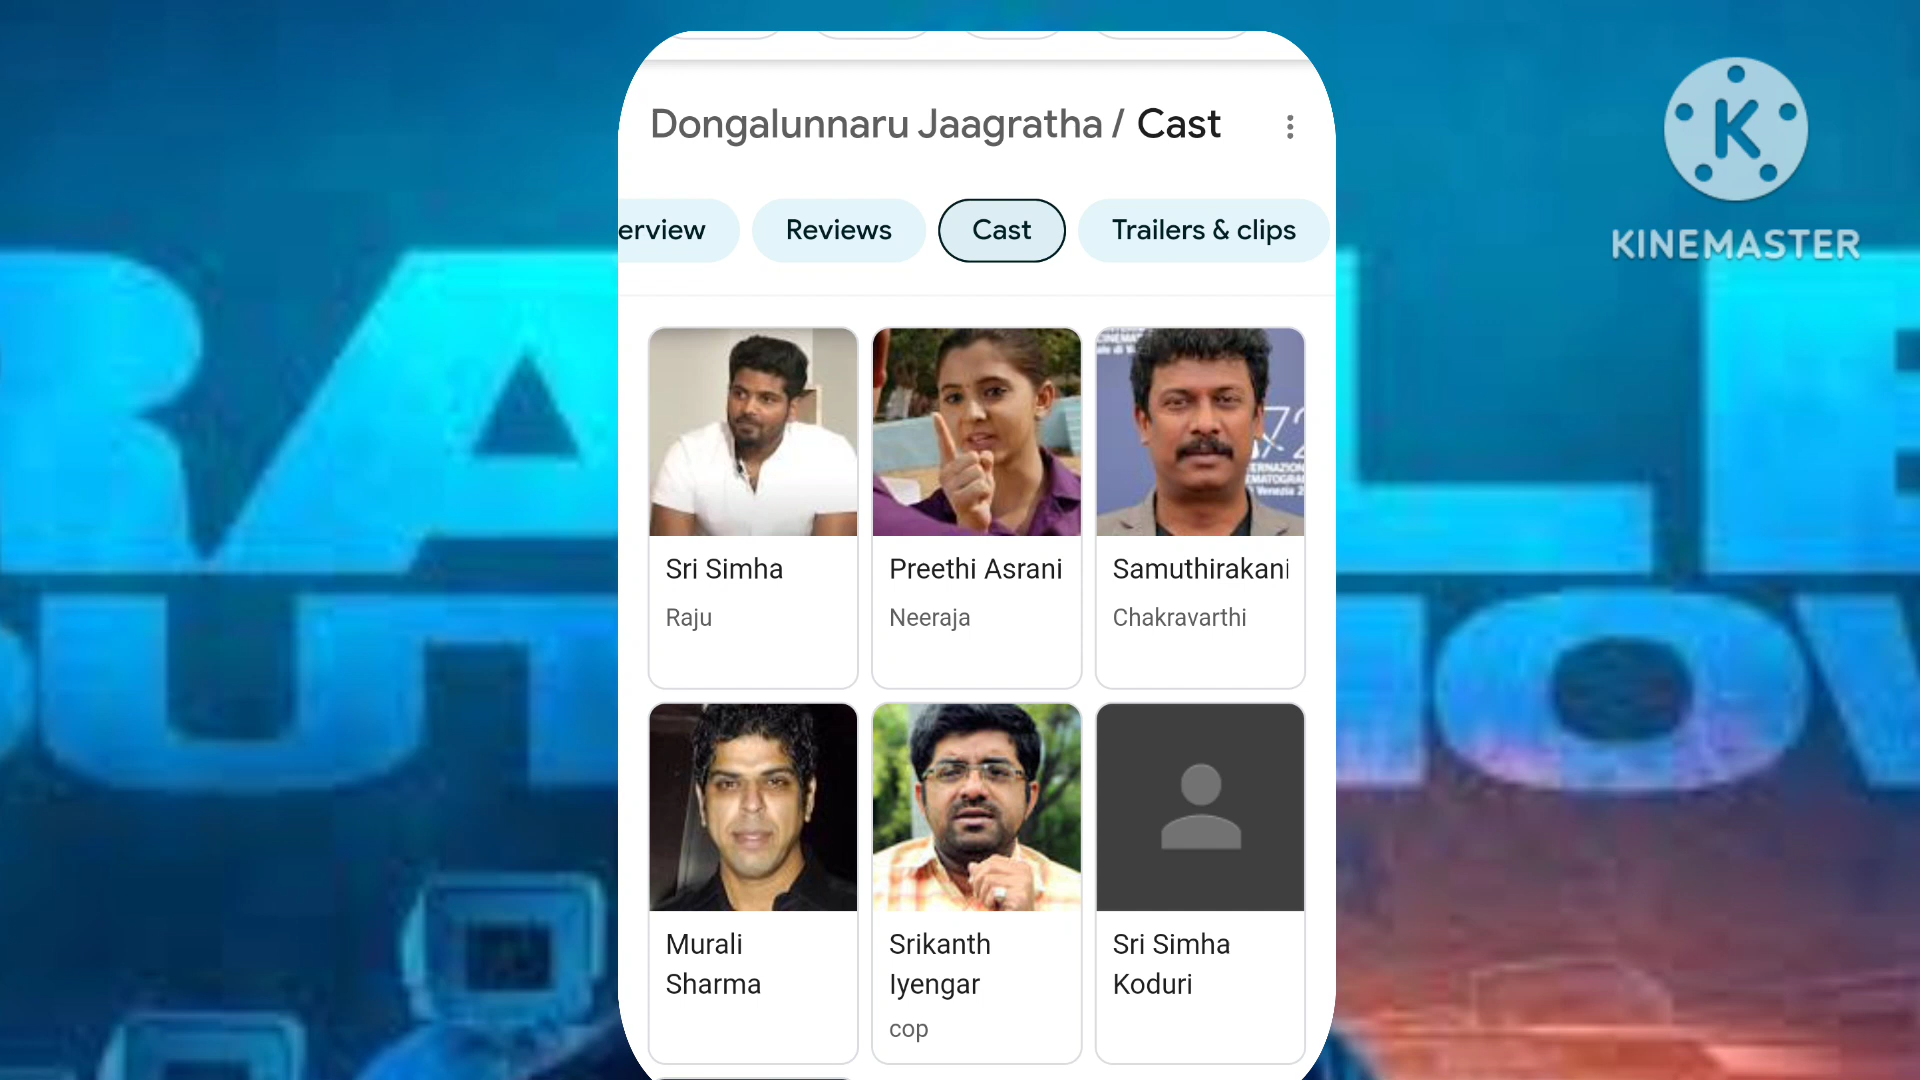 Dongalunnaru Jaagratha / Cast
erview
Reviews
Cast
Trailers & clips
K
KINEMASTER
Sri Simha
Raju
Preethi Asrani
Neeraja
Samuthirakani
Chakravarthi
Murali
Sharma
Srikanth
Iyengar
cop
Sri Simha
Koduri